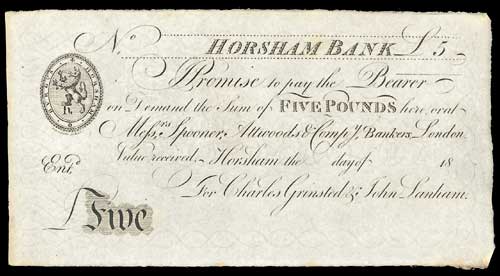 No HORSHAM BANK £5
I Promise to pay the Bearer
on Demand the Sum of FIVE POUNDS here, or at
Messrs. Spooner, Attwoods & Compy. Bankers, London.
Value received. Horsham the day of 18
Entd.
For Charles Grinsted & John Lanham.
£Five